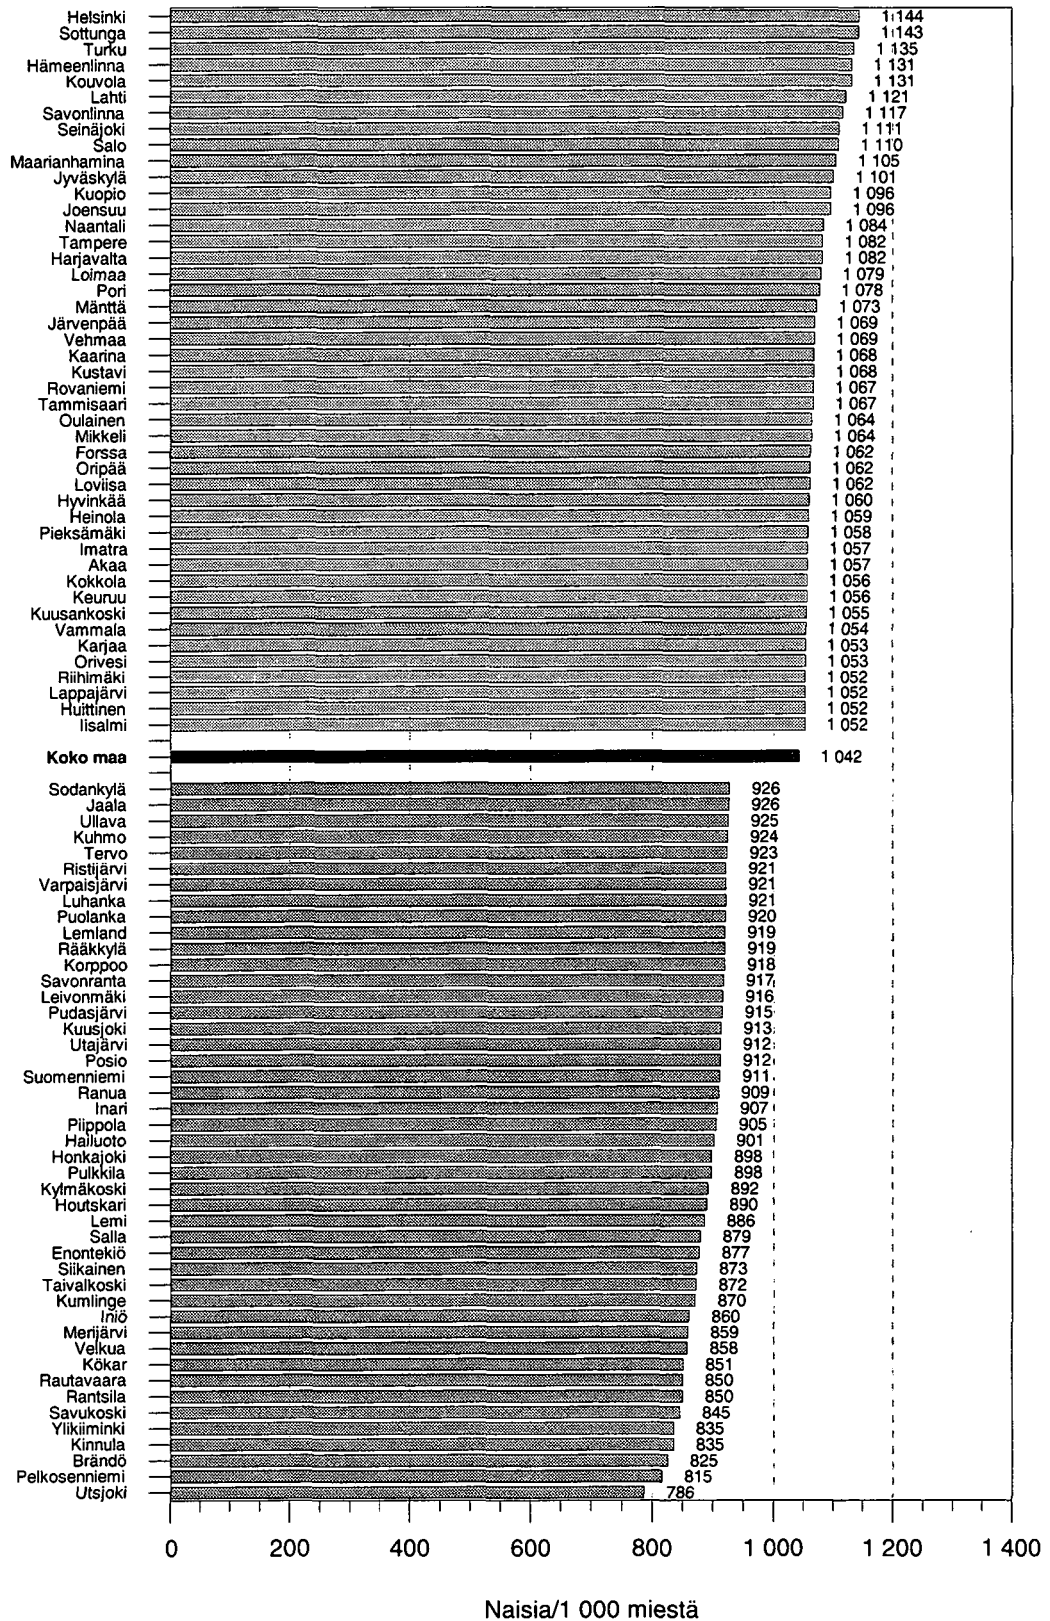 Helsinki 1 144
Sottunga 1 143
Turku 1 135
Hämeenlinna 1 131
Kouvola 1 131
Lahti 1 121
Savonlinna 1 117
Seinäjoki 1 111
Salo 1 110
Maarianhamina 1 105
Jyväskylä 1 101
Kuopio 1 096
Joensuu 1 096
Naantali 1 084
Tampere 1 082
Harjavalta 1 082
Loimaa 1 079
Pori 1 078
Mänttä 1 073
Järvenpää 1 069
Vehmaa 1 069
Kaarina 1 068
Kustavi 1 068
Rovaniemi 1 067
Tammisaari 1 067
Oulainen 1 064
Mikkeli 1 064
Forssa 1 062
Oripää 1 062
Loviisa 1 062
Hyvinkää 1 060
Heinola 1 059
Pieksämäki 1 058
Imatra 1 057
Akaa 1 057
Kokkola 1 056
Keuruu 1 056
Kuusankoski 1 055
Vammala 1 054
Karjaa 1 053
Orivesi 1 053
Riihimäki 1 052
Lappajärvi 1 052
Huittinen 1 052
Iisalmi 1 052
Koko maa 1 042
Sodankylä 926
Jaala 926
Ullava 925
Kuhmo 924
Tervo 923
Ristijärvi 921
Varpaisjärvi 921
Luhanka 921
Puolanka 920
Lemland 919
Rääkkylä 919
Korppoo 918
Savonranta 917
Leivonmäki 916
Pudasjärvi 915
Kuusjoki 913
Utajärvi 912
Posio 912
Suomenniemi 911
Ranua 909
Inari 907
Piippola 905
Hailuoto 901
Honkajoki 898
Pulkkila 898
Kylmäkoski 892
Houtskari 890
Lemi 886
Salla 879
Enontekiö 877
Siikainen 873
Taivalkoski 872
Kumlinge 870
Iniö 860
Merijärvi 859
Velkua 858
Kökar 851
Rautavaara 850
Rantsila 850
Savukoski 845
Ylikiiminki 835
Kinnula 835
Brändö 825
Pelkosenniemi 815
Utsjoki 786
0 200 400 600 800 1 000 1 200 1 400
Naisia/1 000 miestä